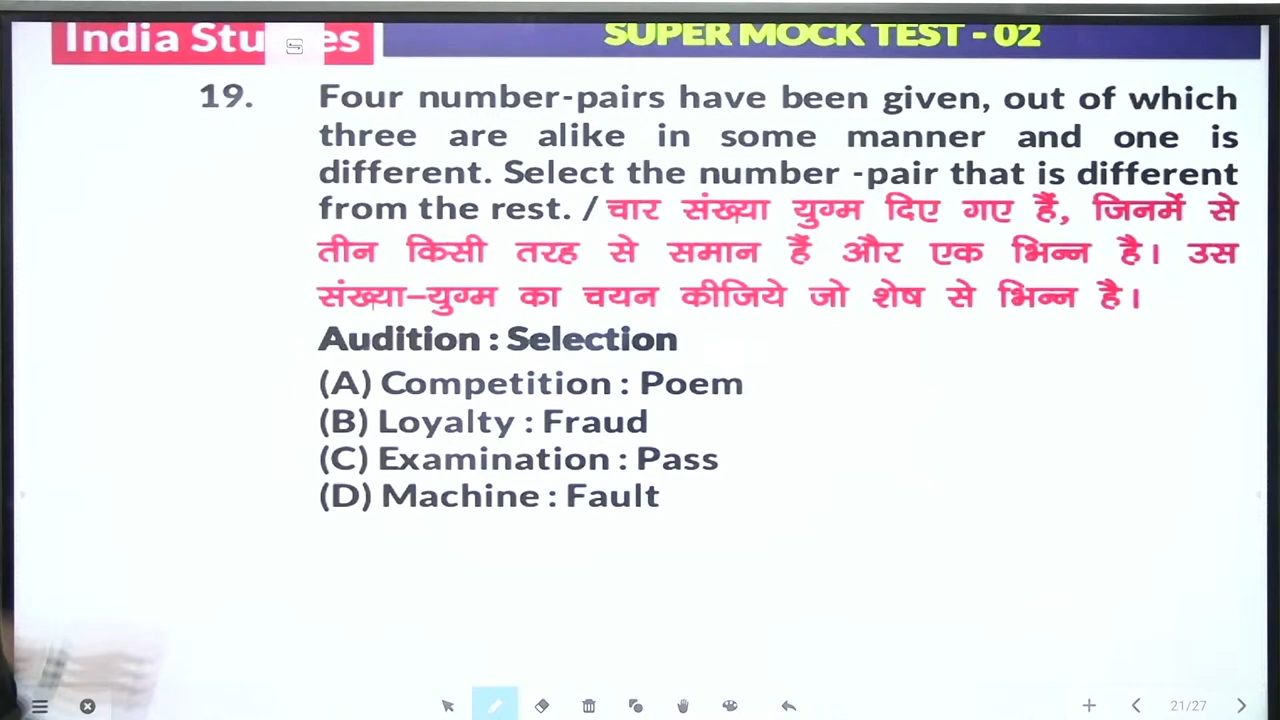 India Stu es
SUPER MOCK TEST - 02
19. Four number-pairs have been given, out of which
three are alike in some manner and one is
different. Select the number -pair that is different
from the rest. / चार संख्या युग्म दिए गए हैं, जिनमें से
तीन किसी तरह से समान हैं और एक भिन्न है। उस
संख्या–युग्म का चयन कीजिये जो शेष से भिन्न है।
Audition : Selection
(A) Competition : Poem
(B) Loyalty : Fraud
(C) Examination : Pass
(D) Machine : Fault
21/27